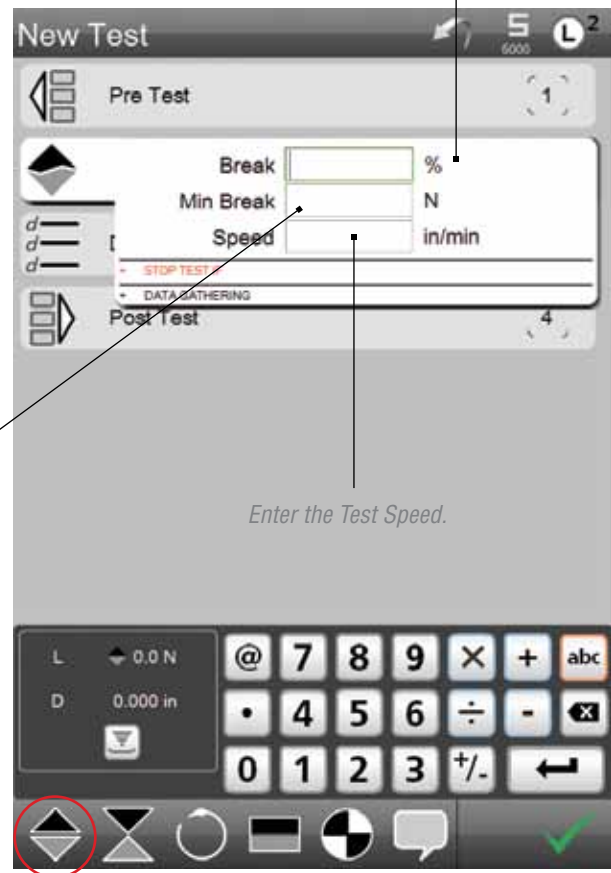 New Test
5
6000
L 2
Pre Test 1
Break %
Min Break N
Speed in/min
d
d D
d
- STOP TEST IF
- DATA GATHERING
Post Test 4
Enter the Test Speed.
L 0.0 N
D 0.000 in
@ 7 8 9 × + abc
• 4 5 6 ÷ -
0 1 2 3 +/-